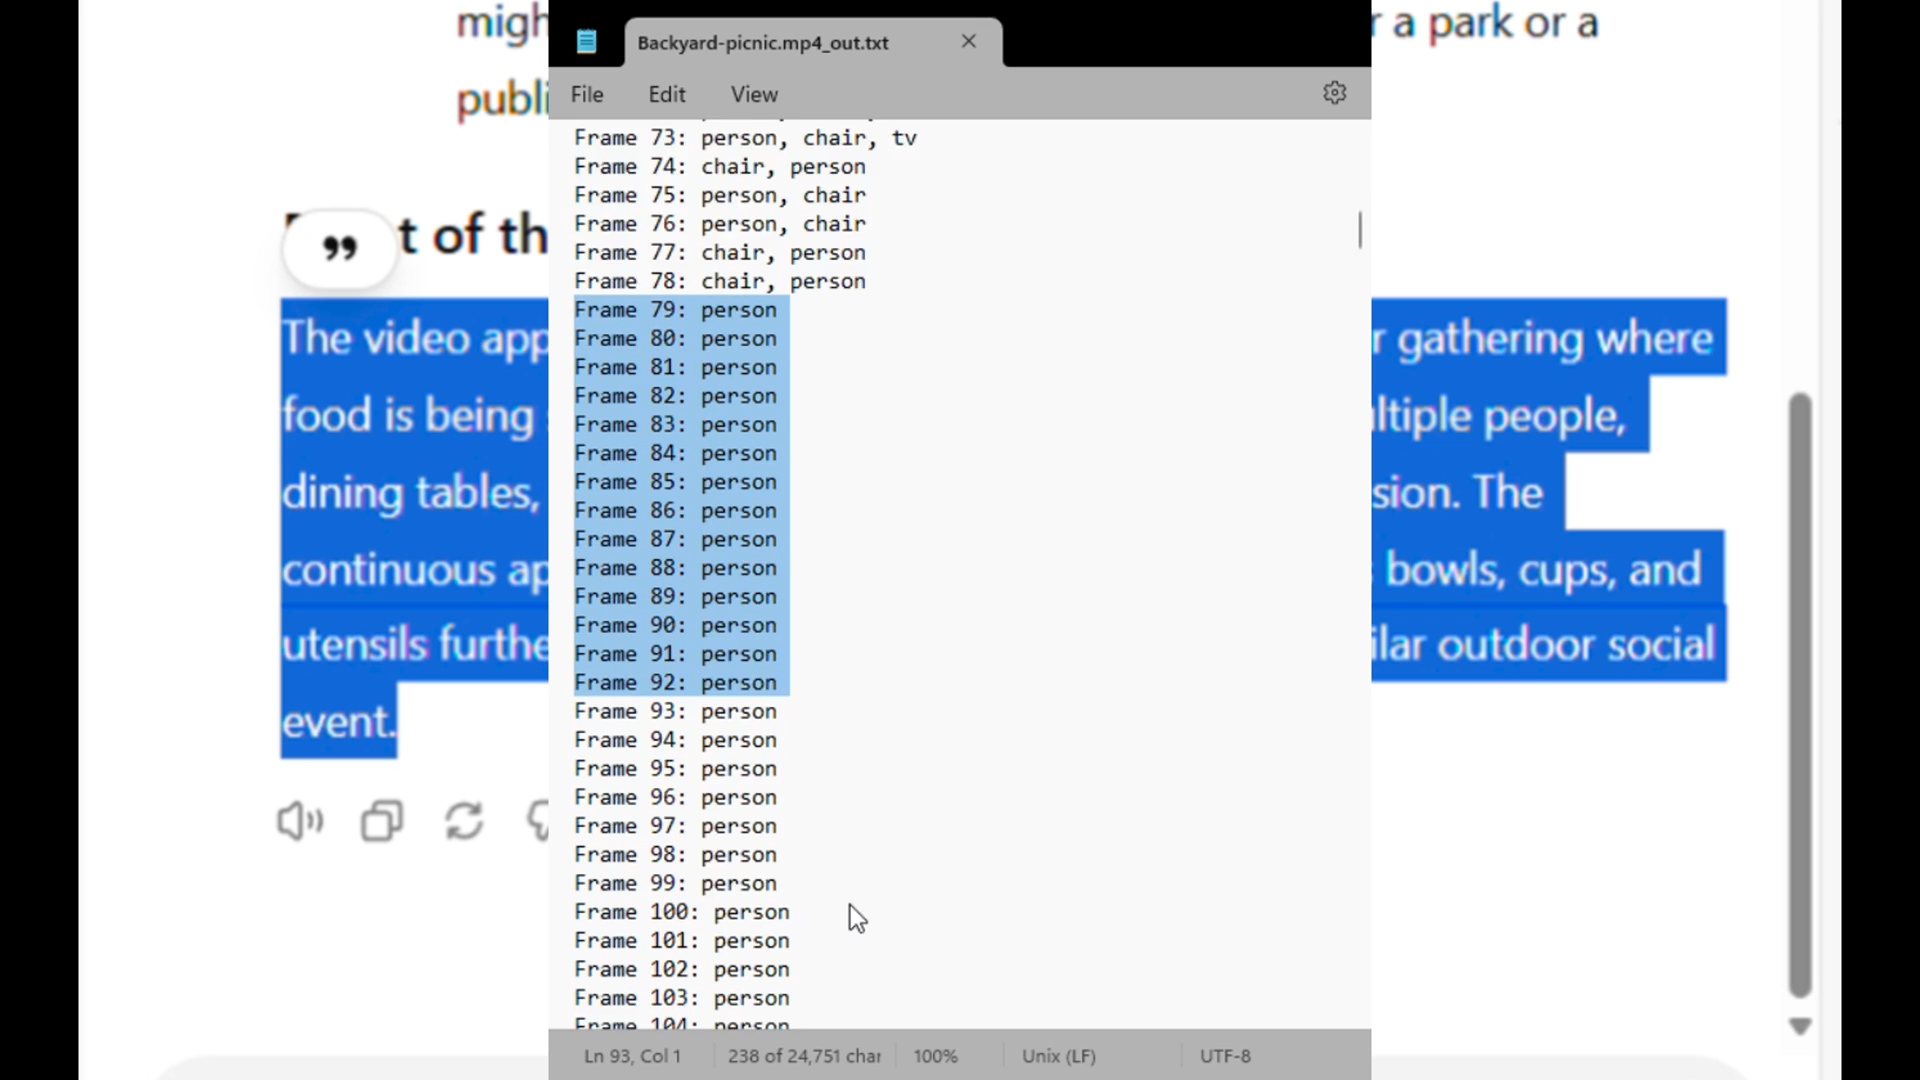 migh
r a park or a
publi
t of th
The video app
r gathering where
food is being
ltiple people,
dining tables,
sion. The
continuous ap
bowls, cups, and
utensils furthe
ilar outdoor social
event.
Backyard-picnic.mp4_out.txt
File Edit View
Frame 73: person, chair, tv
Frame 74: chair, person
Frame 75: person, chair
Frame 76: person, chair
Frame 77: chair, person
Frame 78: chair, person
Frame 79: person
Frame 80: person
Frame 81: person
Frame 82: person
Frame 83: person
Frame 84: person
Frame 85: person
Frame 86: person
Frame 87: person
Frame 88: person
Frame 89: person
Frame 90: person
Frame 91: person
Frame 92: person
Frame 93: person
Frame 94: person
Frame 95: person
Frame 96: person
Frame 97: person
Frame 98: person
Frame 99: person
Frame 100: person
Frame 101: person
Frame 102: person
Frame 103: person
Frame 104: person
Ln 93, Col 1 238 of 24,751 char 100% Unix (LF) UTF-8